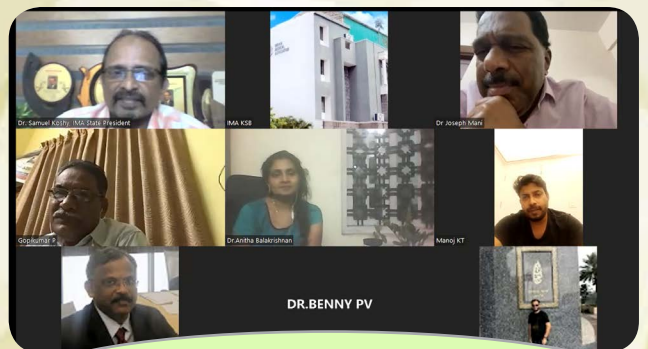 Dr. Samuel Koshy, IMA State President
IMA KSB
Dr Joseph Mani
Gopikumar P
Dr.Anitha Balakrishnan
Manoj KT
DR.BENNY PV